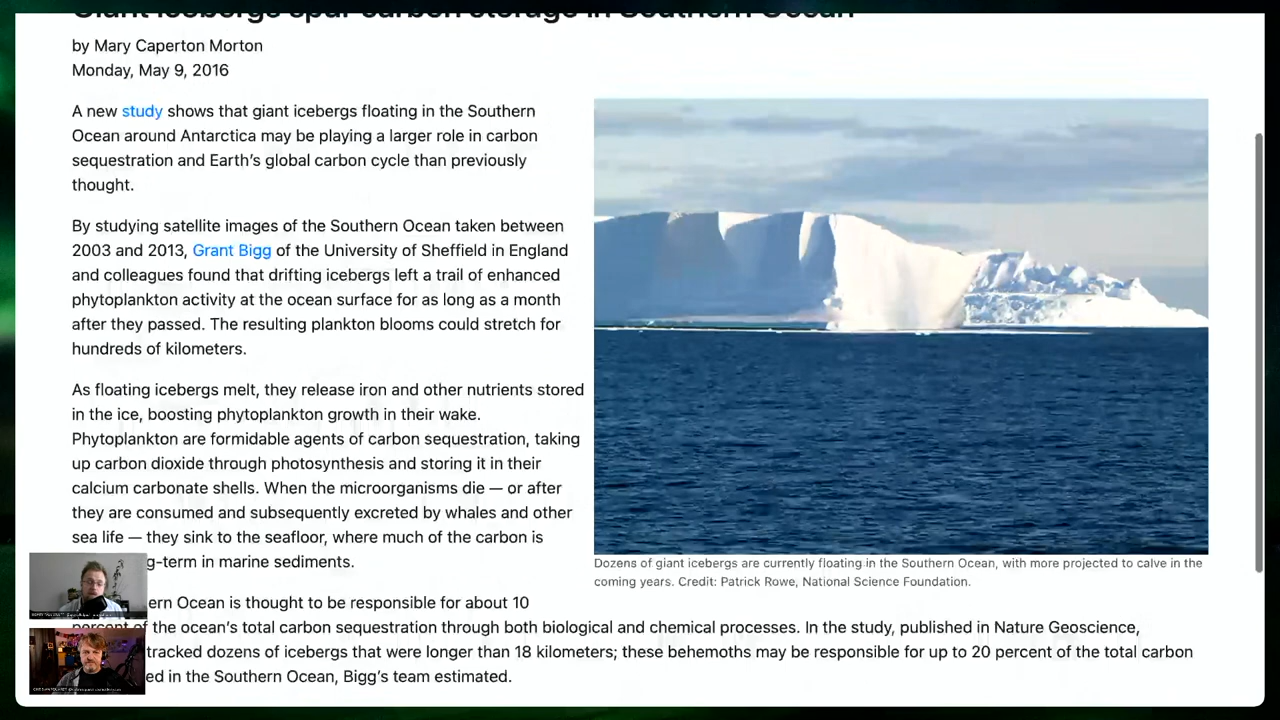 Giant icebergs spur carbon storage in Southern Ocean
by Mary Caperton Morton
Monday, May 9, 2016
A new study shows that giant icebergs floating in the Southern
Ocean around Antarctica may be playing a larger role in carbon
sequestration and Earth’s global carbon cycle than previously
thought.
By studying satellite images of the Southern Ocean taken between
2003 and 2013, Grant Bigg of the University of Sheffield in England
and colleagues found that drifting icebergs left a trail of enhanced
phytoplankton activity at the ocean surface for as long as a month
after they passed. The resulting plankton blooms could stretch for
hundreds of kilometers.
As floating icebergs melt, they release iron and other nutrients stored
in the ice, boosting phytoplankton growth in their wake.
Phytoplankton are formidable agents of carbon sequestration, taking
up carbon dioxide through photosynthesis and storing it in their
calcium carbonate shells. When the microorganisms die — or after
they are consumed and subsequently excreted by whales and other
sea life — they sink to the seafloor, where much of the carbon is
g-term in marine sediments.
ern Ocean is thought to be responsible for about 10
percent of the ocean’s total carbon sequestration through both biological and chemical processes. In the study, published in Nature Geoscience,
tracked dozens of icebergs that were longer than 18 kilometers; these behemoths may be responsible for up to 20 percent of the total carbon
ed in the Southern Ocean, Bigg’s team estimated.
Dozens of giant icebergs are currently floating in the Southern Ocean, with more projected to calve in the
coming years. Credit: Patrick Rowe, National Science Foundation.